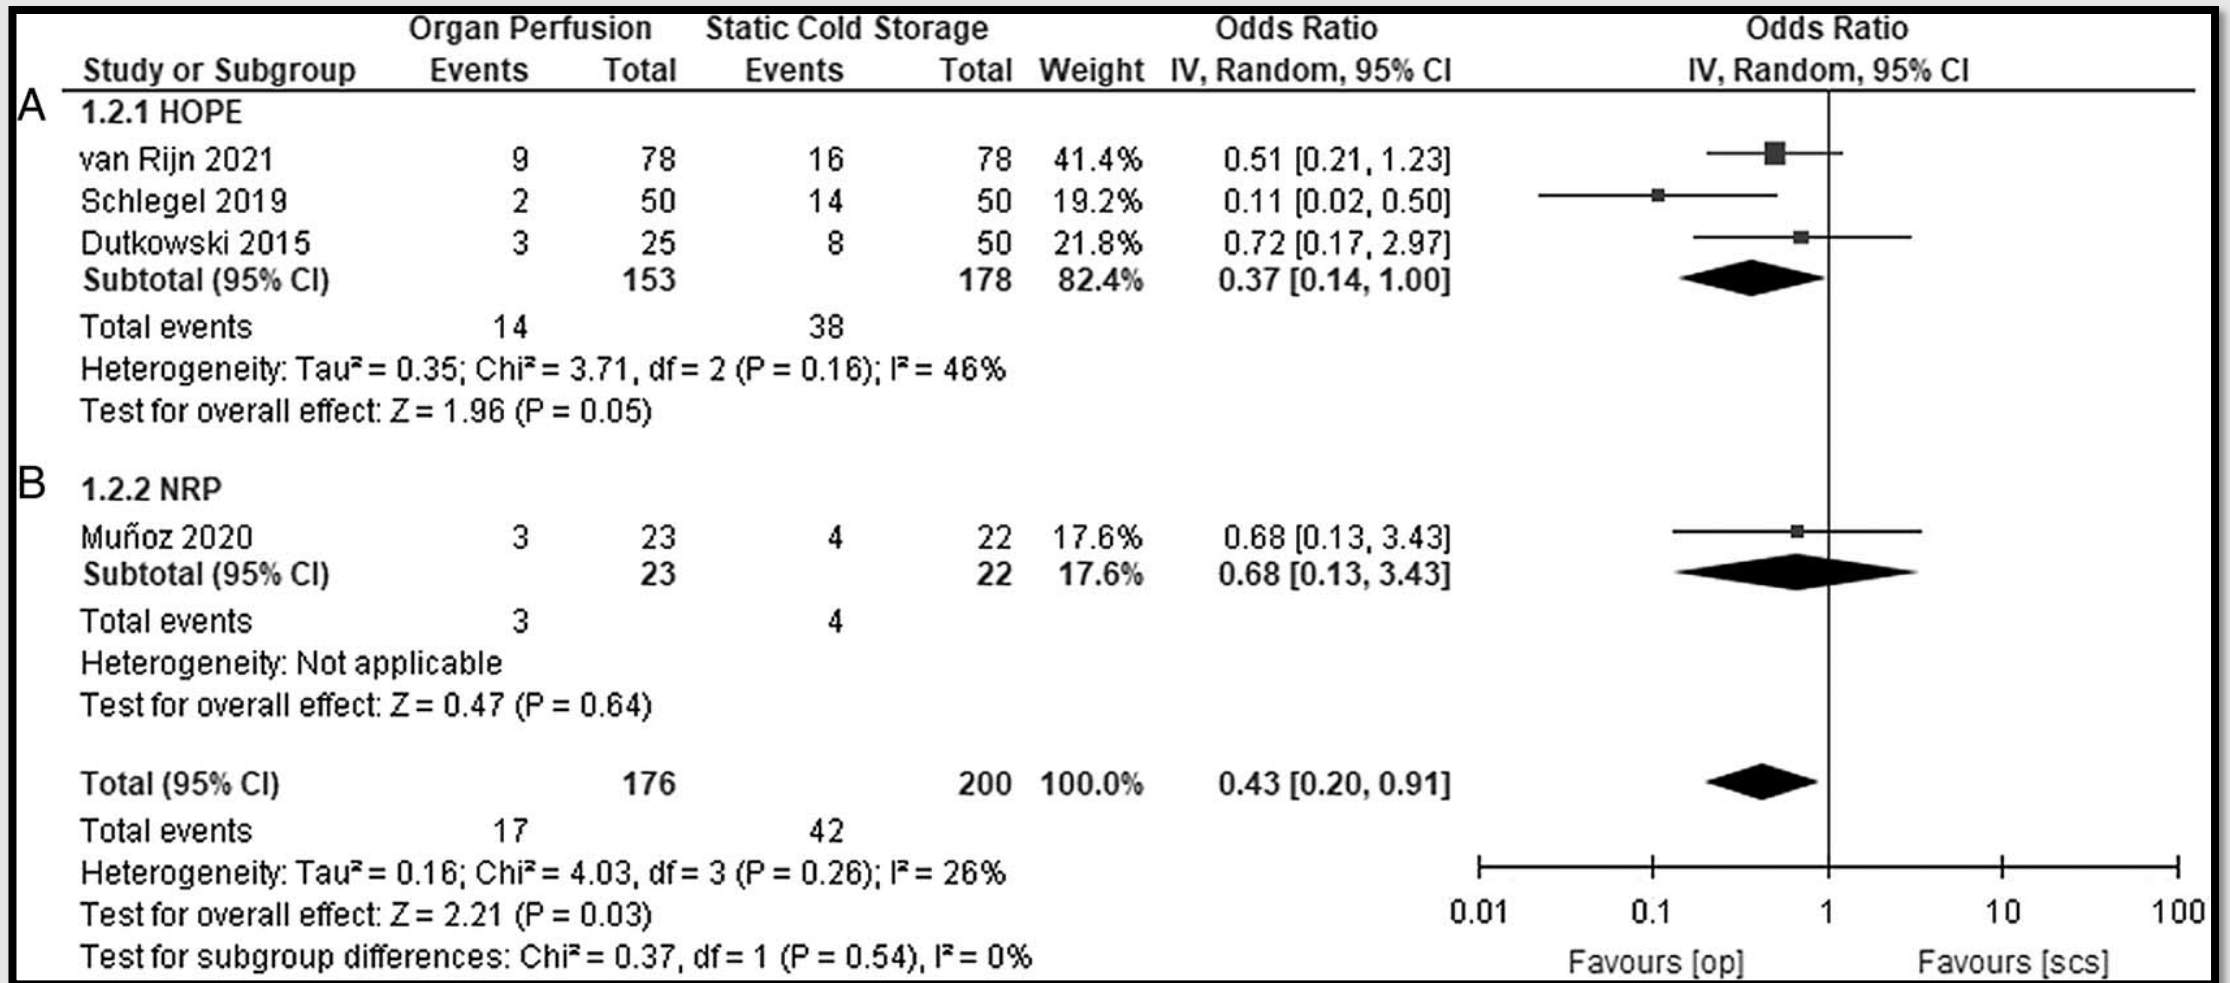 Organ Perfusion Static Cold Storage Odds Ratio Odds Ratio
Study or Subgroup Events Total Events Total Weight IV, Random, 95% CI IV, Random, 95% CI
A 1.2.1 HOPE
van Rijn 2021 9 78 16 78 41.4% 0.51 [0.21, 1.23]
Schlegel 2019 2 50 14 50 19.2% 0.11 [0.02, 0.50]
Dutkowski 2015 3 25 8 50 21.8% 0.72 [0.17, 2.97]
Subtotal (95% CI) 153 178 82.4% 0.37 [0.14, 1.00]
Total events 14 38
Heterogeneity: Tau² = 0.35; Chi² = 3.71, df = 2 (P = 0.16); I² = 46%
Test for overall effect: Z = 1.96 (P = 0.05)
B 1.2.2 NRP
Muñoz 2020 3 23 4 22 17.6% 0.68 [0.13, 3.43]
Subtotal (95% CI) 23 22 17.6% 0.68 [0.13, 3.43]
Total events 3 4
Heterogeneity: Not applicable
Test for overall effect: Z = 0.47 (P = 0.64)
Total (95% CI) 176 200 100.0% 0.43 [0.20, 0.91]
Total events 17 42
Heterogeneity: Tau² = 0.16; Chi² = 4.03, df = 3 (P = 0.26); I² = 26%
Test for overall effect: Z = 2.21 (P = 0.03)
Test for subgroup differences: Chi² = 0.37, df = 1 (P = 0.54), I² = 0%
0.01 0.1 1 10 100
Favours [op] Favours [scs]